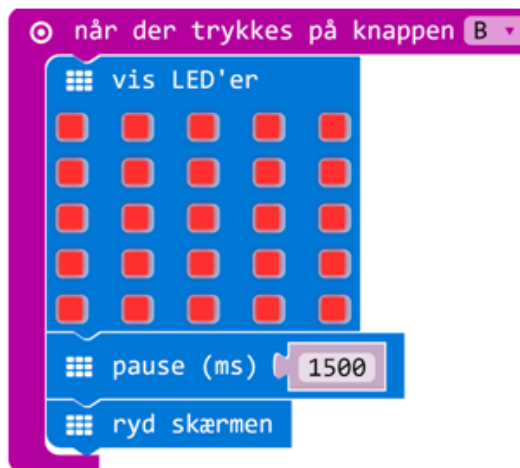 når der trykkes på knappen B
vis LED'er
pause (ms) 1500
ryd skærmen